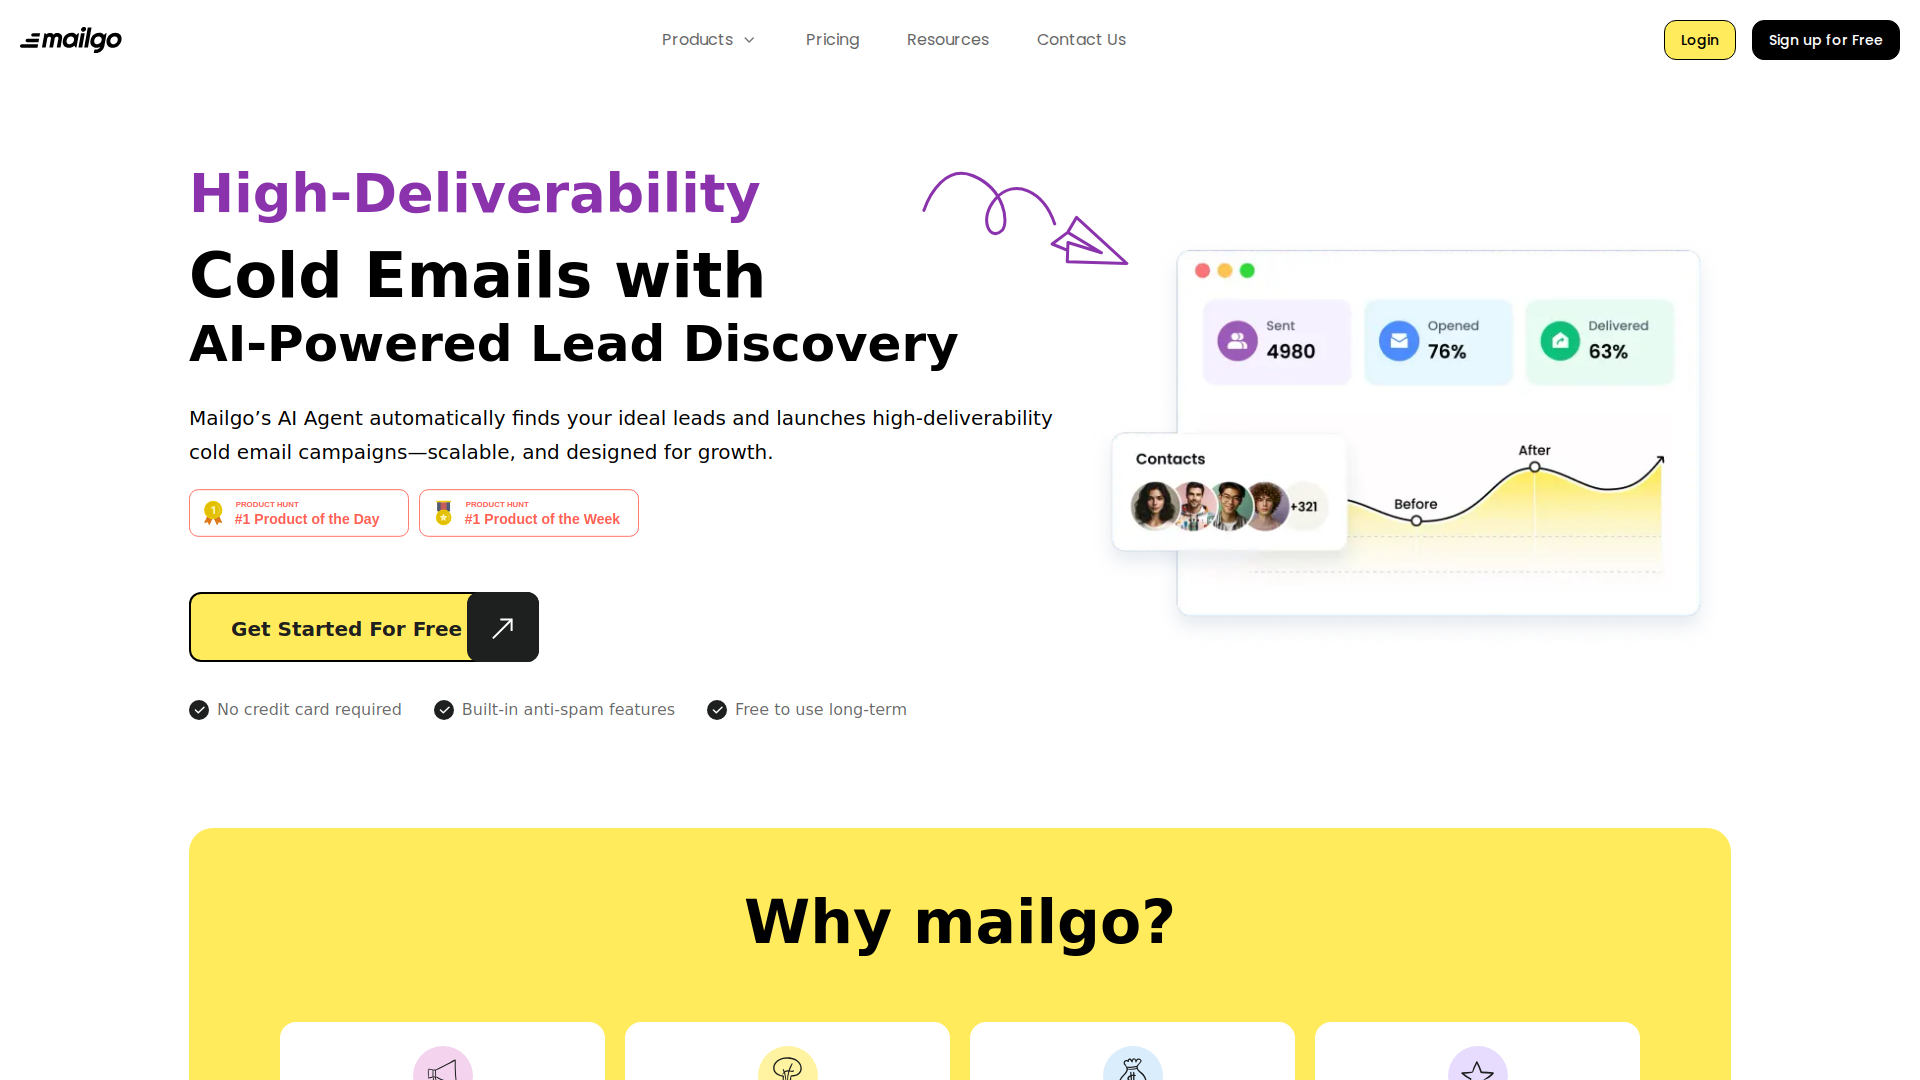 mailgo
Products
Pricing
Resources
Contact Us
Login
Sign up for Free
High-Deliverability
Cold Emails with
AI-Powered Lead Discovery
Mailgo’s AI Agent automatically finds your ideal leads and launches high-deliverability
cold email campaigns—scalable, and designed for growth.
1
PRODUCT HUNT
#1 Product of the Day
PRODUCT HUNT
#1 Product of the Week
Get Started For Free
No credit card required
Built-in anti-spam features
Free to use long-term
Sent
4980
Opened
76%
Delivered
63%
Contacts
+321
Before
After
Why mailgo?